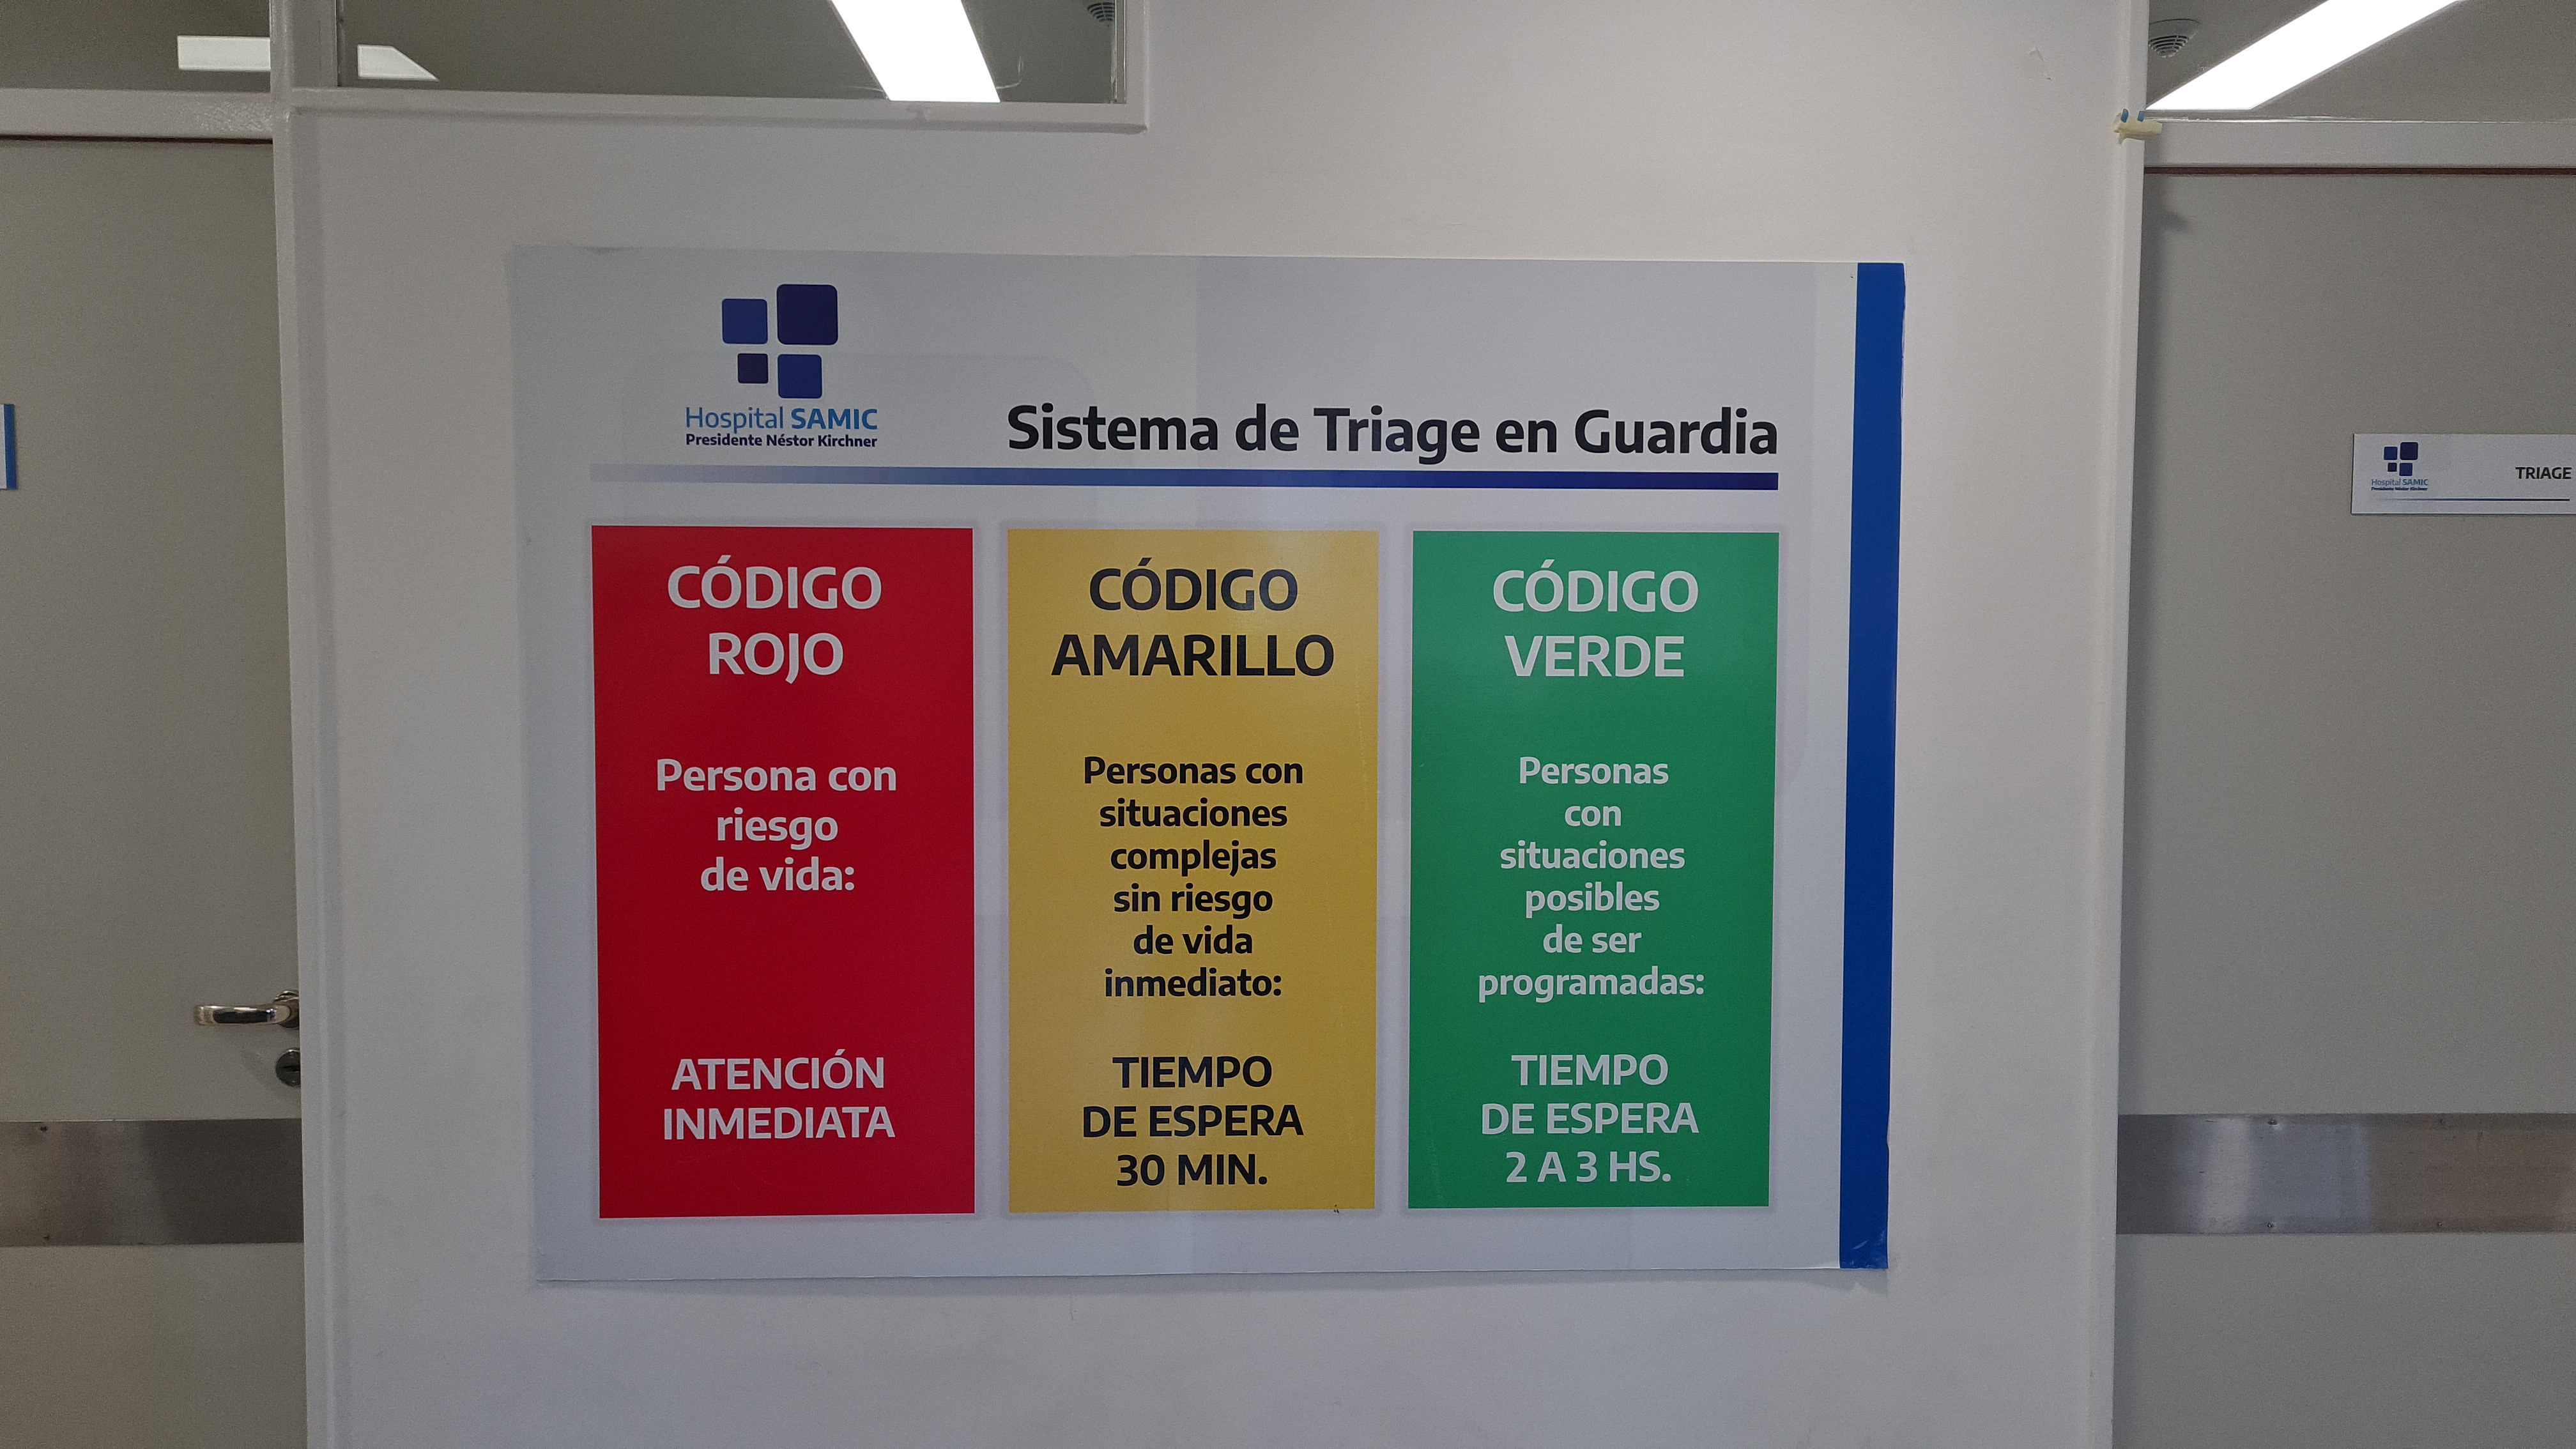 Hospital SAMIC
Presidente Néstor Kirchner
Sistema de Triage en Guardia
CÓDIGO
ROJO
Persona con
riesgo
de vida:
ATENCIÓN
INMEDIATA
CÓDIGO
AMARILLO
Personas con
situaciones
complejas
sin riesgo
de vida
inmediato:
TIEMPO
DE ESPERA
30 MIN.
CÓDIGO
VERDE
Personas
con
situaciones
posibles
de ser
programadas:
TIEMPO
DE ESPERA
2 A 3 HS.
Hospital SAMIC
Presidente Néstor Kirchner
TRIAGE